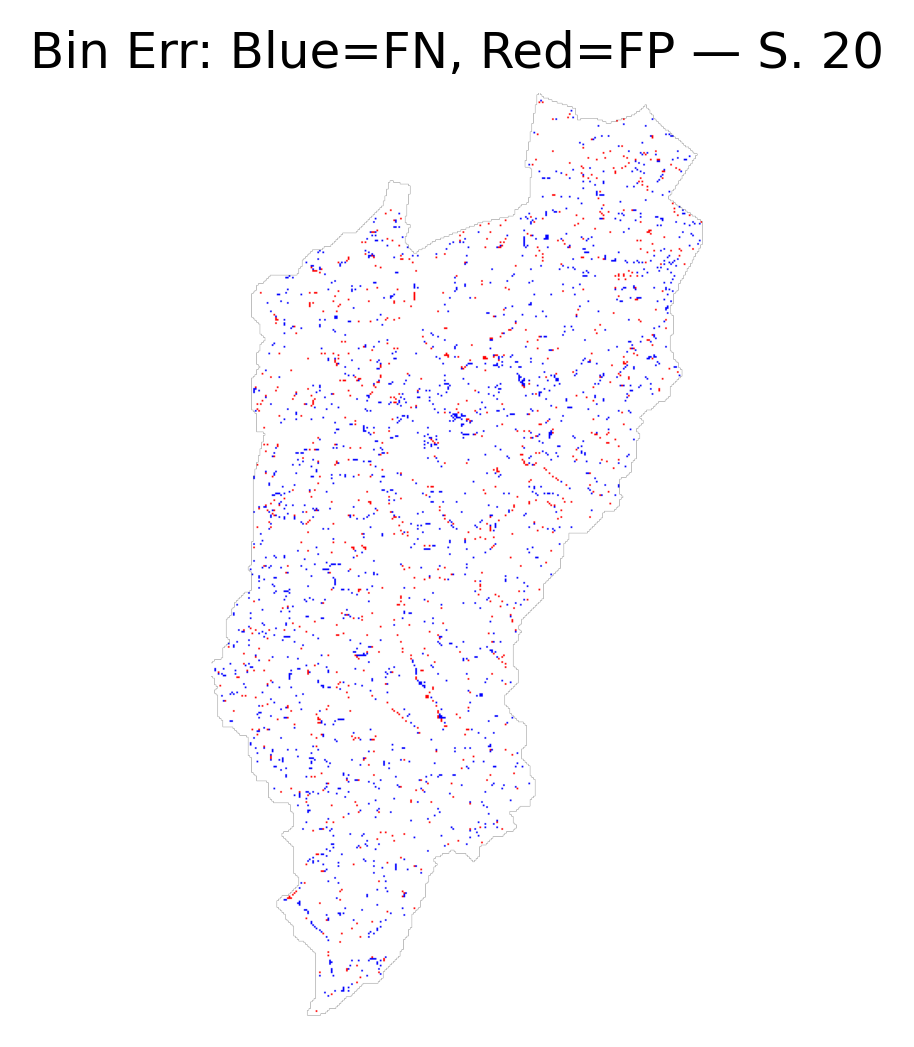 Bin Err: Blue=FN, Red=FP — S. 20